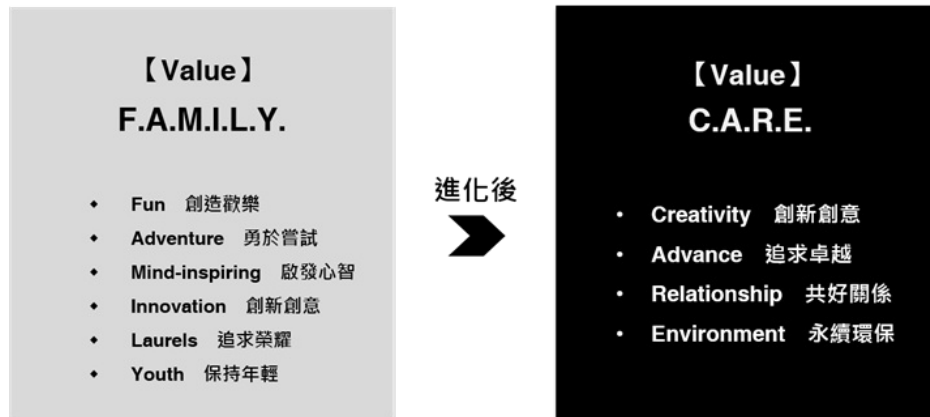 【Value】
F.A.M.I.L.Y.
Fun 創造歡樂
Adventure 勇於嘗試
Mind-inspiring 啟發心智
Innovation 創新創意
Laurels 追求榮耀
Youth 保持年輕
進化後
【Value】
C.A.R.E.
Creativity 創新創意
Advance 追求卓越
Relationship 共好關係
Environment 永續環保